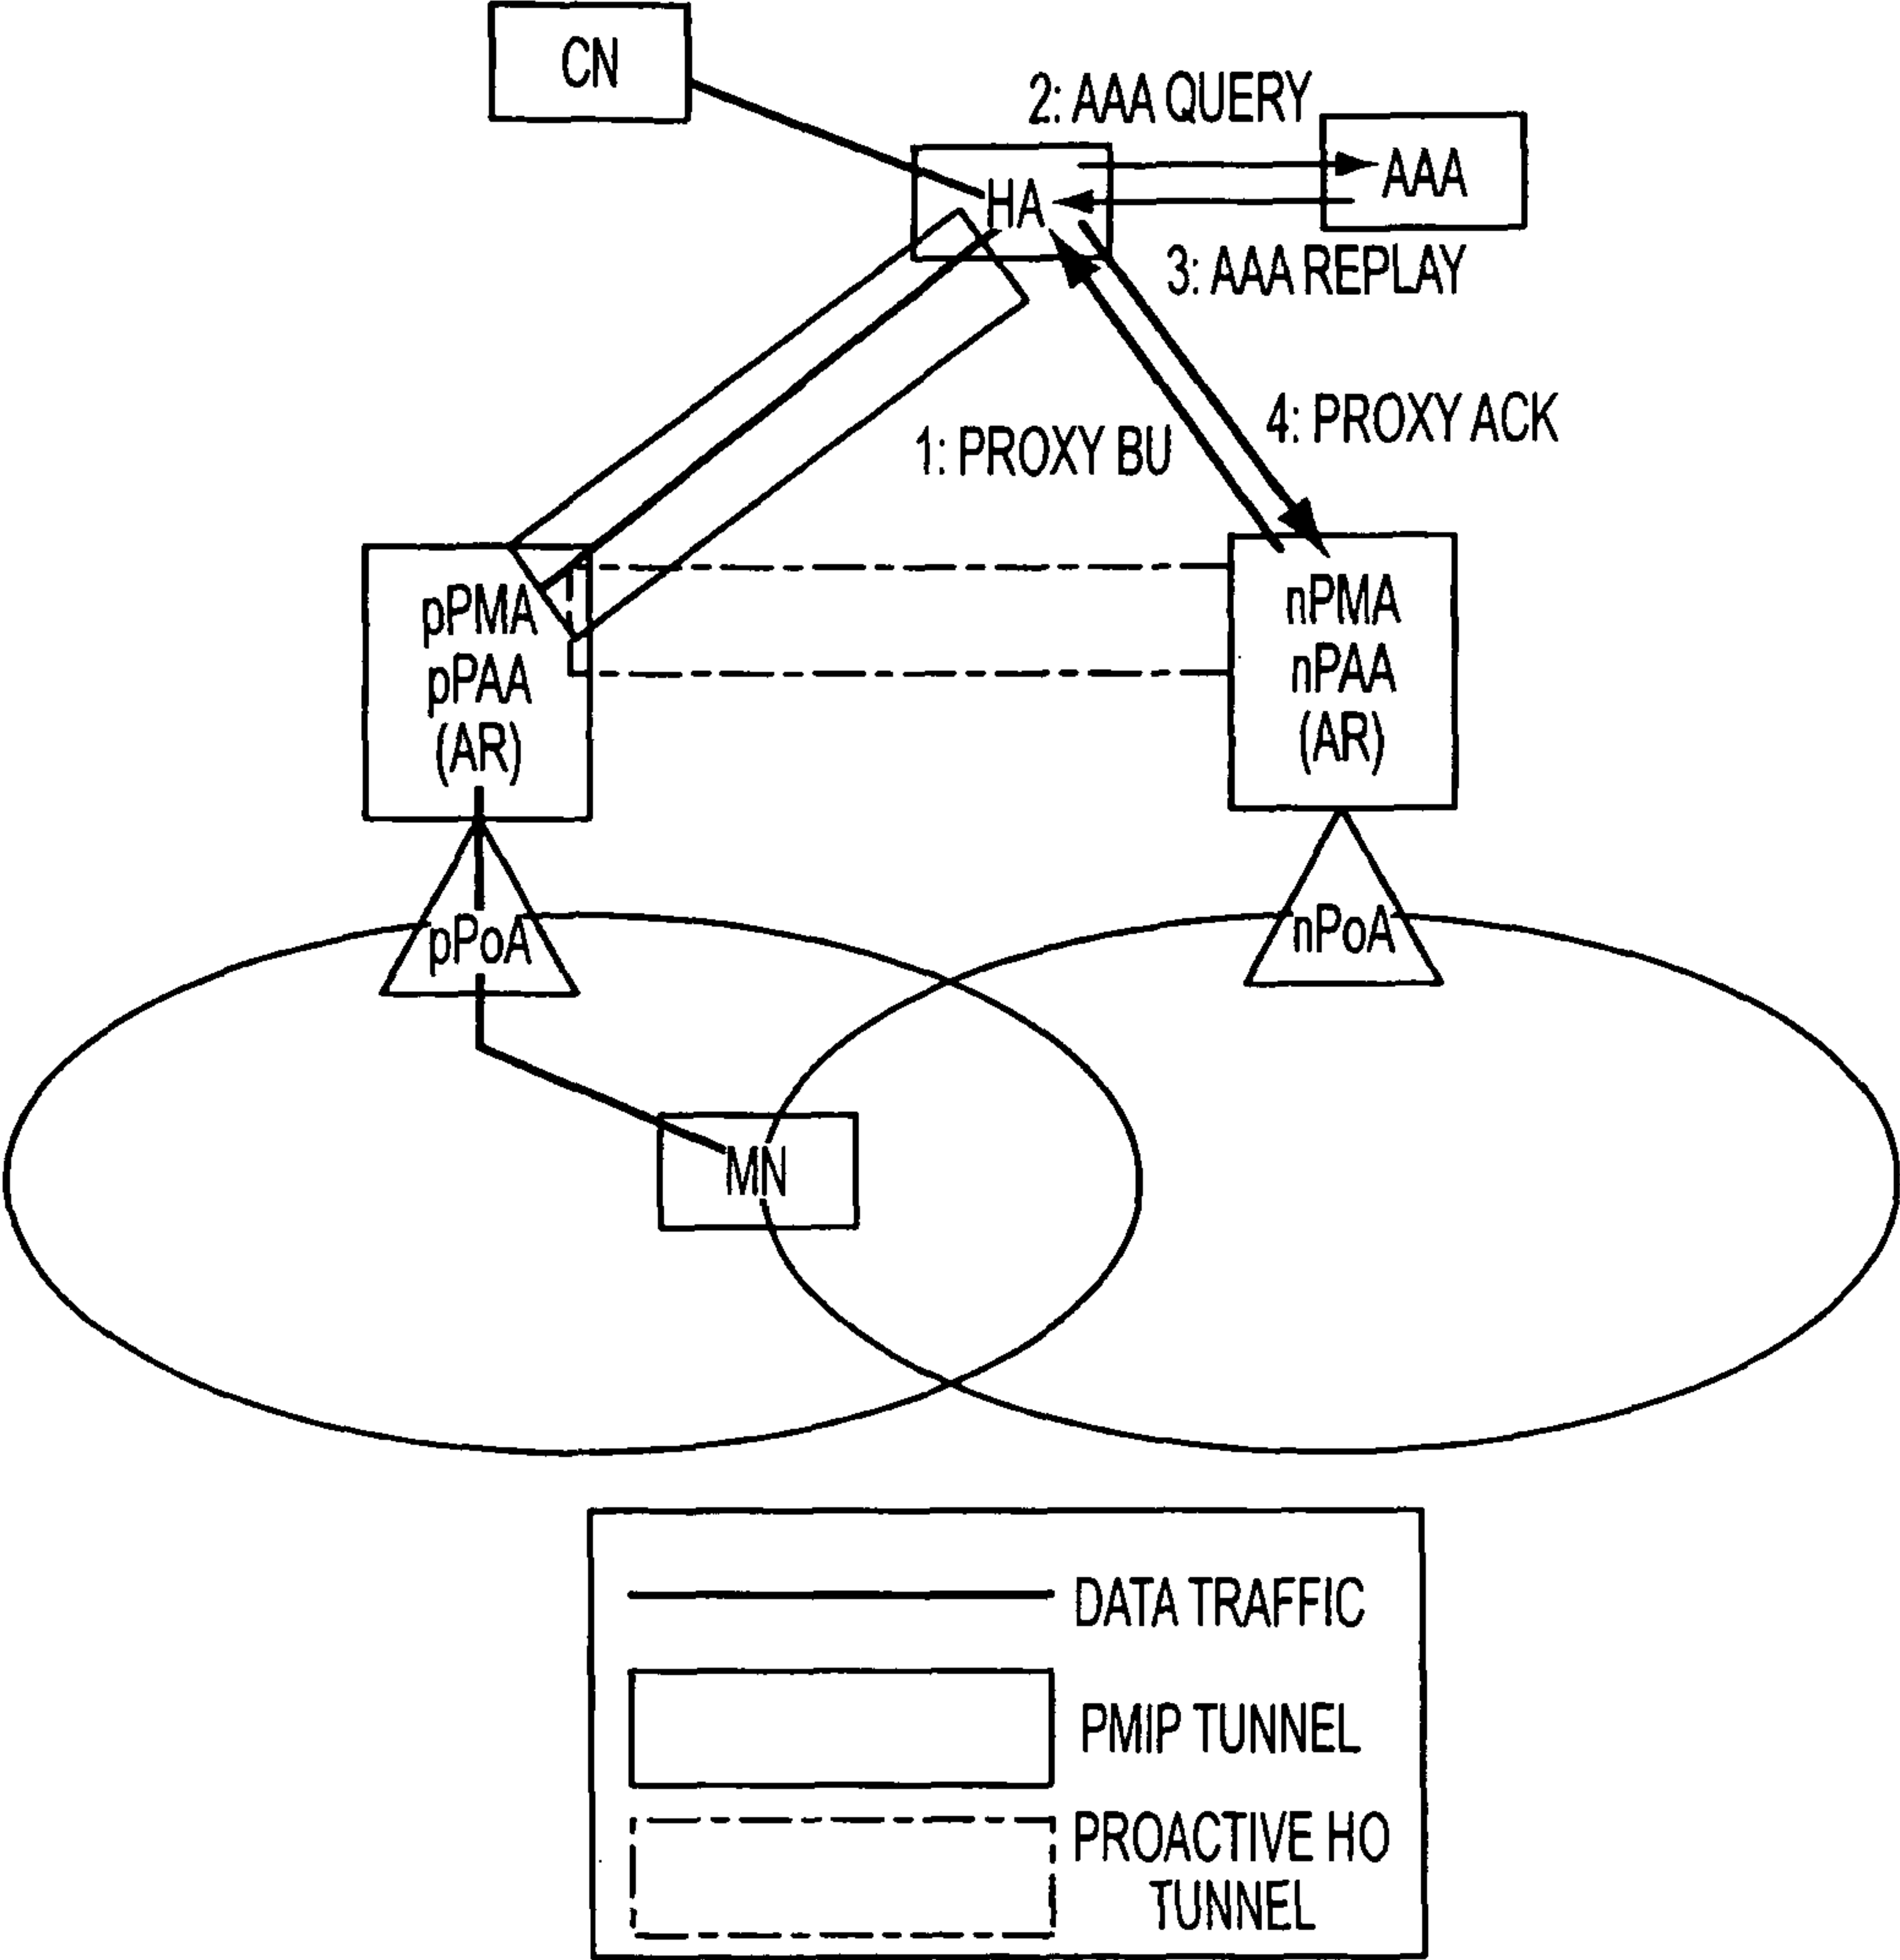 CN
2: AAA QUERY
HA
AAA
3: AAA REPLAY
1: PROXY BU
4: PROXY ACK
pPMA
pPAA
(AR)
nPMA
nPAA
(AR)
pPoA
nPoA
MN
DATA TRAFFIC
PMIP TUNNEL
PROACTIVE HO
TUNNEL